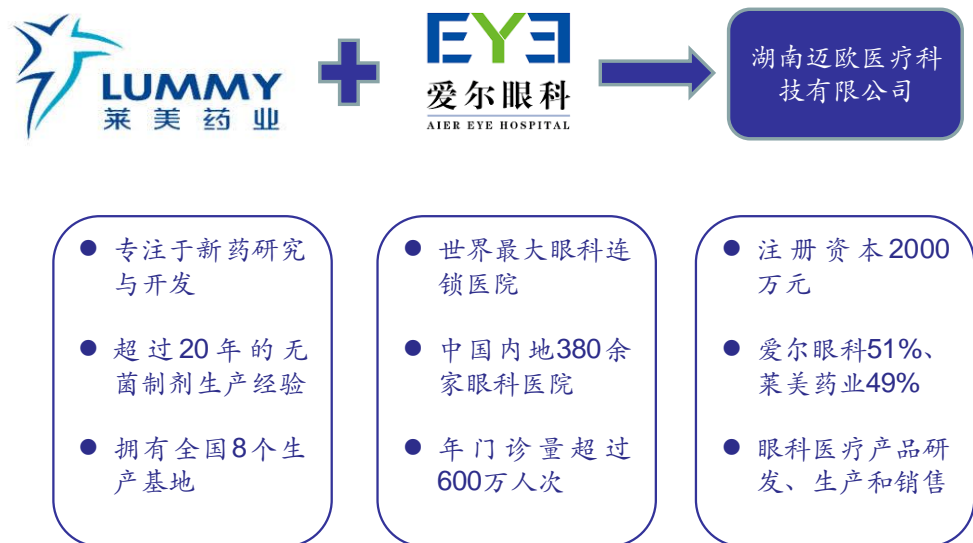 LUMMY
莱美药业
EYE
爱尔眼科
AIER EYE HOSPITAL
湖南迈欧医疗科
技有限公司
专注于新药研究
与开发
超过20年的无
菌制剂生产经验
拥有全国8个生
产基地
世界最大眼科连
锁医院
中国内地380余
家眼科医院
年门诊量超过
600万人次
注册资本2000
万元
爱尔眼科51%、
莱美药业49%
眼科医疗产品研
发、生产和销售